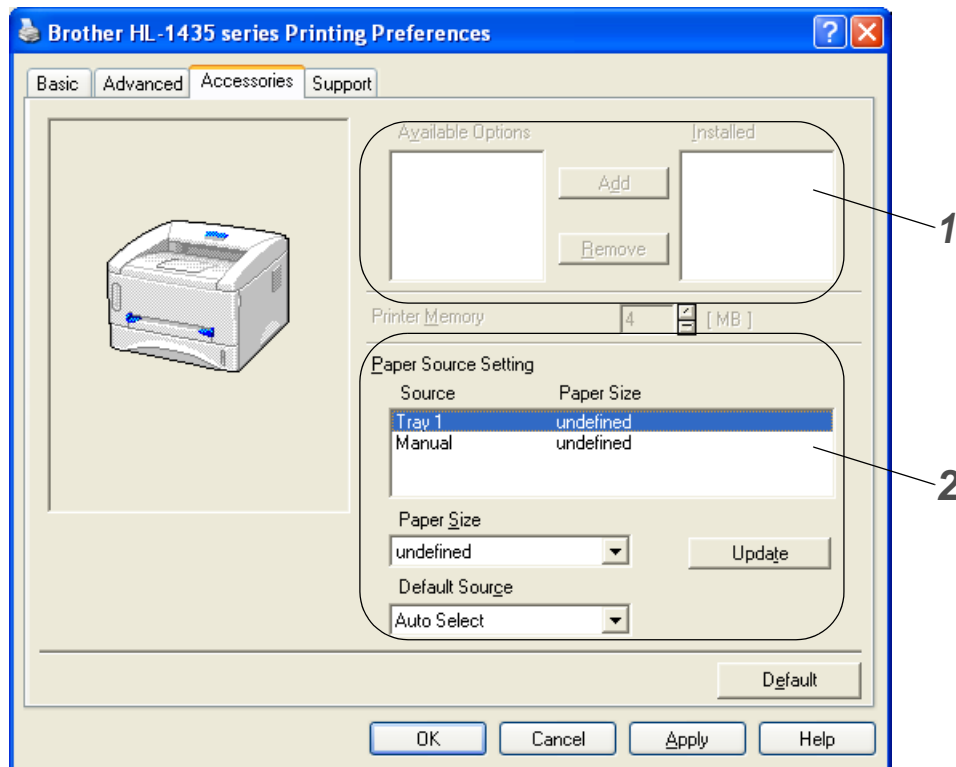 Brother HL-1435 series Printing Preferences
Basic Advanced Accessories Support
Available Options Installed
Add
1
Remove
Printer Memory 4 [ MB ]
Paper Source Setting
Source Paper Size
Tray 1 undefined
Manual undefined
2
Paper Size
undefined Update
Default Source
Auto Select
Default
OK Cancel Apply Help